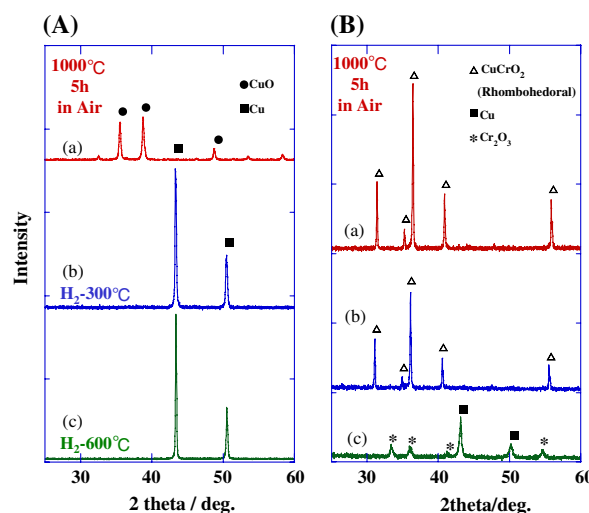 (A)
1000℃
5h
in Air
● CuO
■ Cu
(a)
(b)
H2-300℃
(c)
H2-600℃
30 40 50 60
2 theta / deg.
Intensity
(B)
1000℃
5h
in Air
△ CuCrO2
(Rhombohedoral)
■ Cu
* Cr2O3
(a)
(b)
(c)
30 40 50 60
2theta/deg.